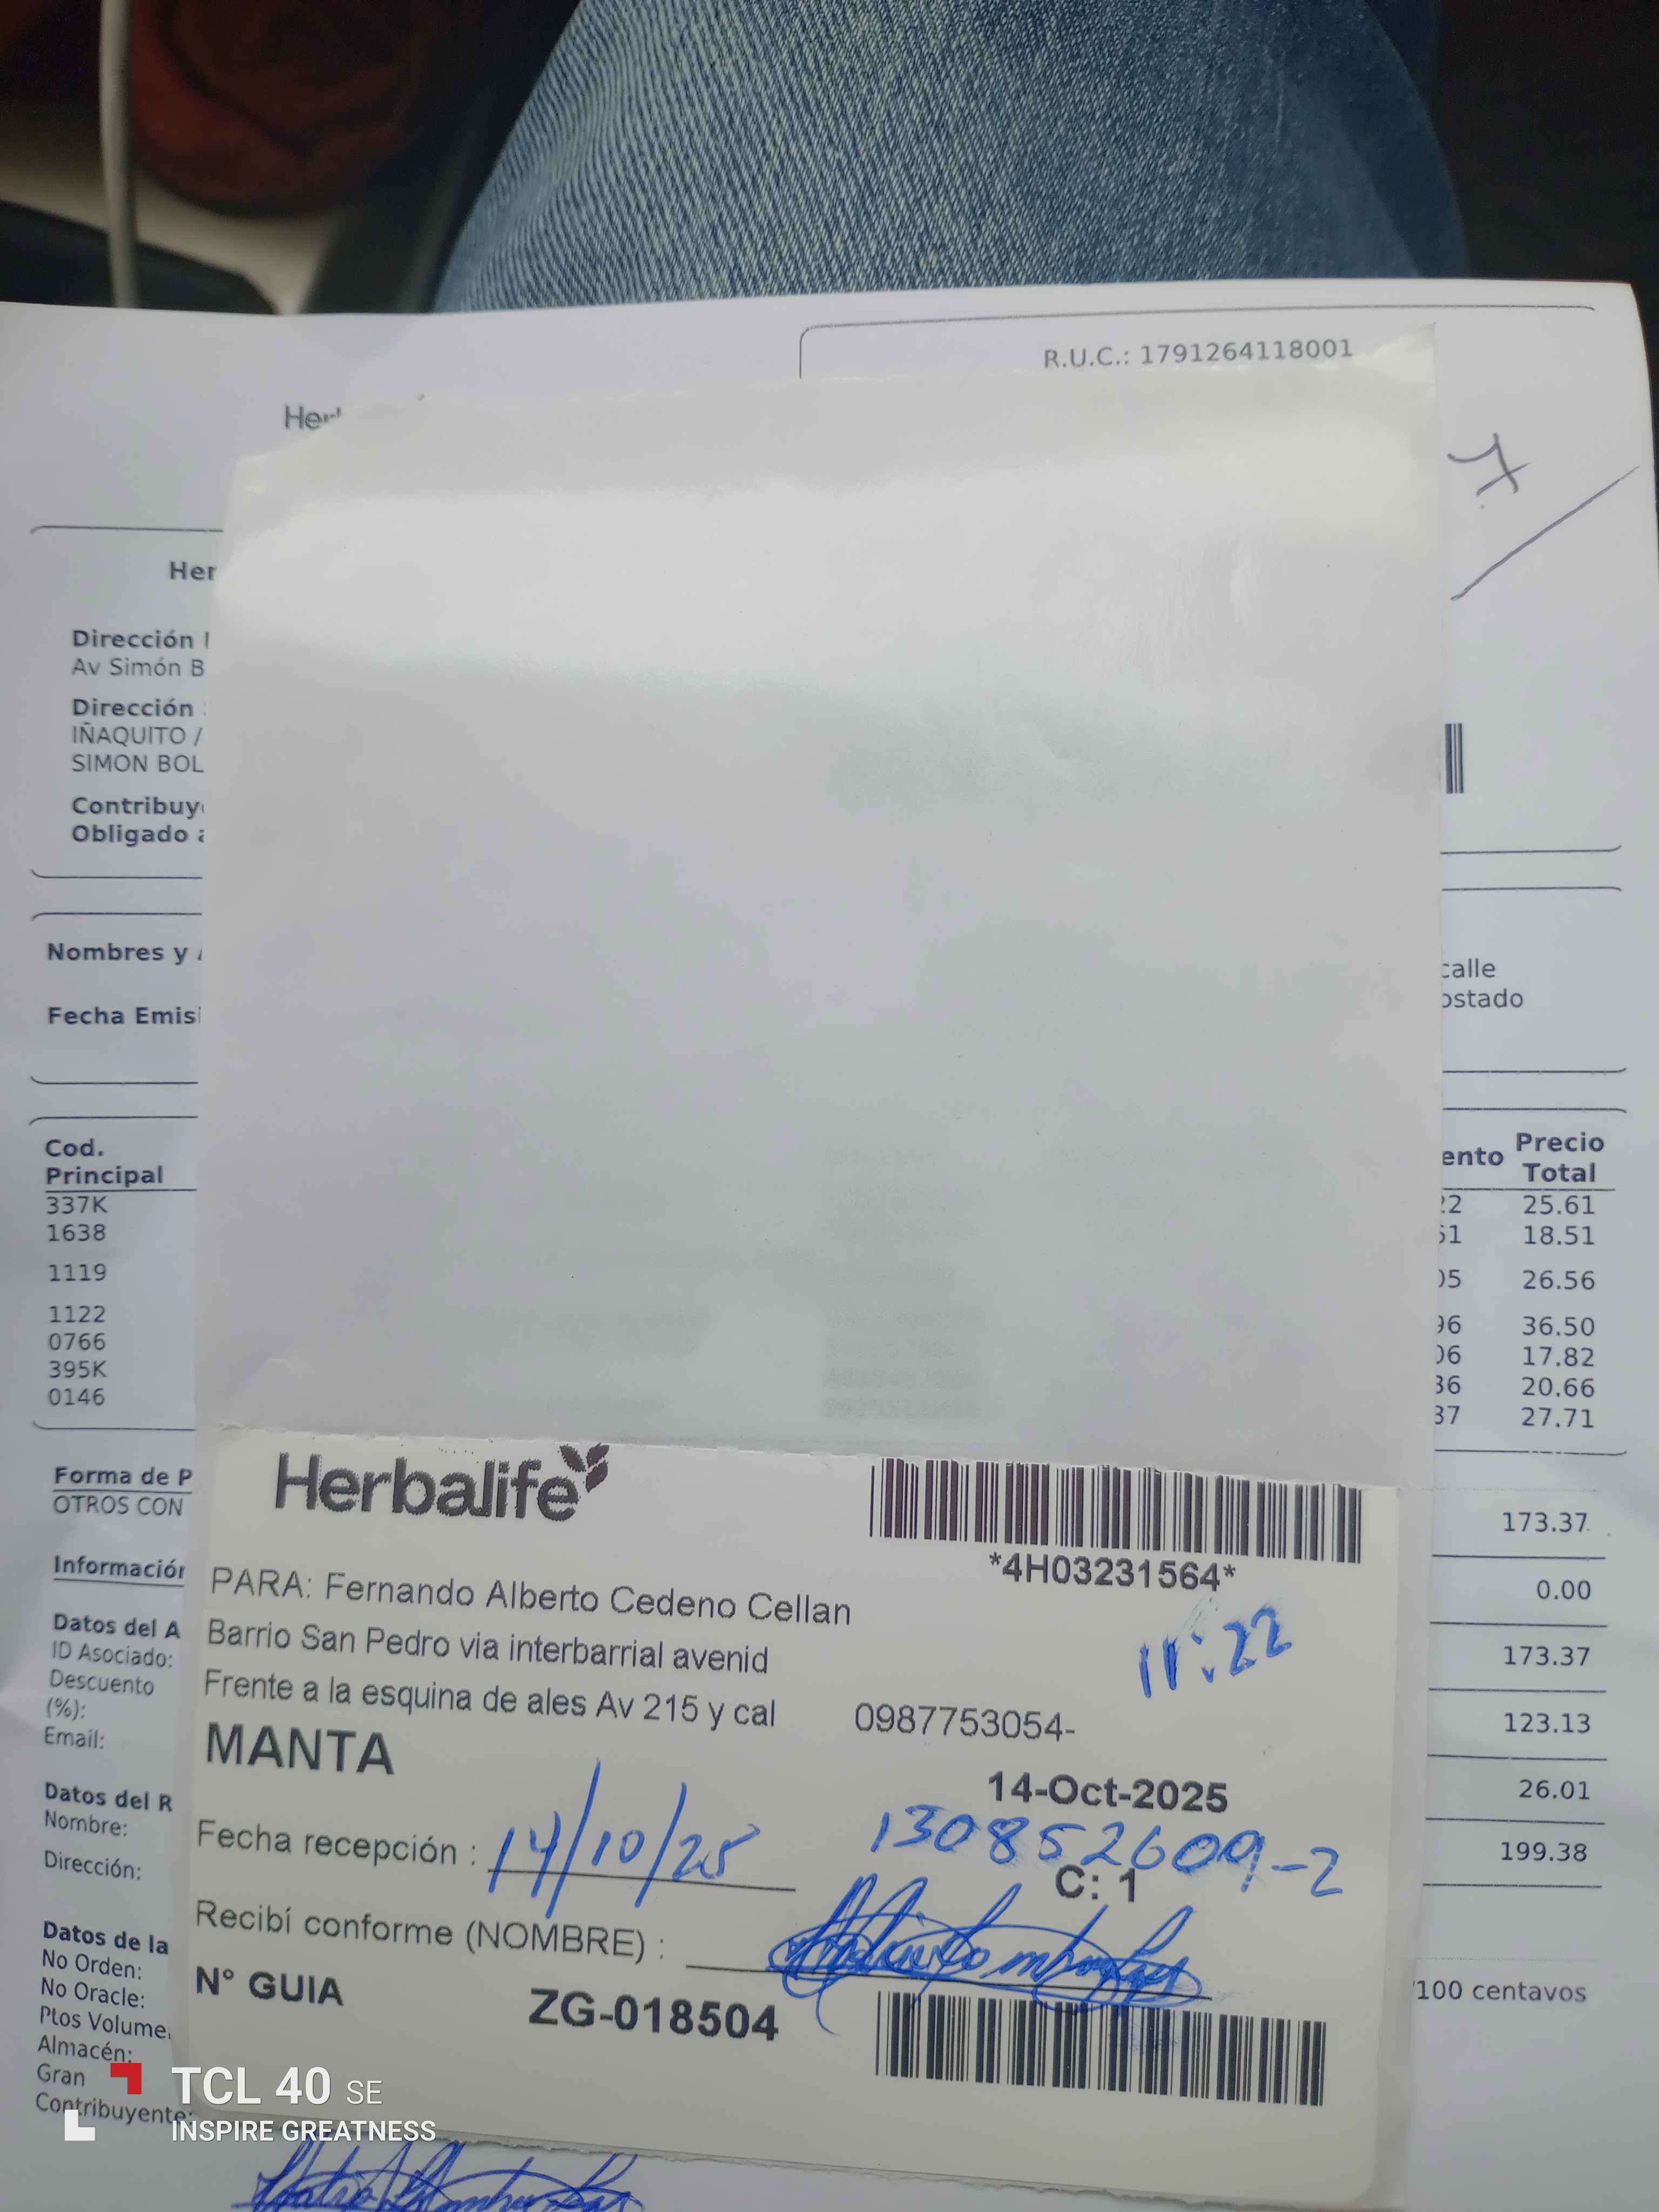 R.U.C.: 1791264118001
Her
Her
Dirección
Av Simón B
Dirección
IÑAQUITO /
SIMON BOL
Contribuy
Obligado a
Nombres y
Fecha Emisi
calle
ostado
Cod.
Principal
ento Precio
Total
337K 22 25.61
1638 51 18.51
1119 05 26.56
1122 96 36.50
0766 06 17.82
395K 36 20.66
0146 37 27.71
Forma de P
OTROS CON
173.37
Información
0.00
Datos del A
ID Asociado:
173.37
Descuento
(%):
123.13
Email:
26.01
Datos del R
Nombre:
199.38
Dirección:
Datos de la
No Orden:
No Oracle:
/100 centavos
Ptos Volume
Almacén:
Gran
Contribuyente:
Herbalife
*4H03231564*
PARA: Fernando Alberto Cedeno Cellan
11:22
Barrio San Pedro via interbarrial avenid
Frente a la esquina de ales Av 215 y cal 0987753054-
MANTA
14-Oct-2025
130852609-2
Fecha recepción : 14/10/25
C: 1
Recibí conforme (NOMBRE) :
N° GUIA ZG-018504
TCL 40 SE
INSPIRE GREATNESS